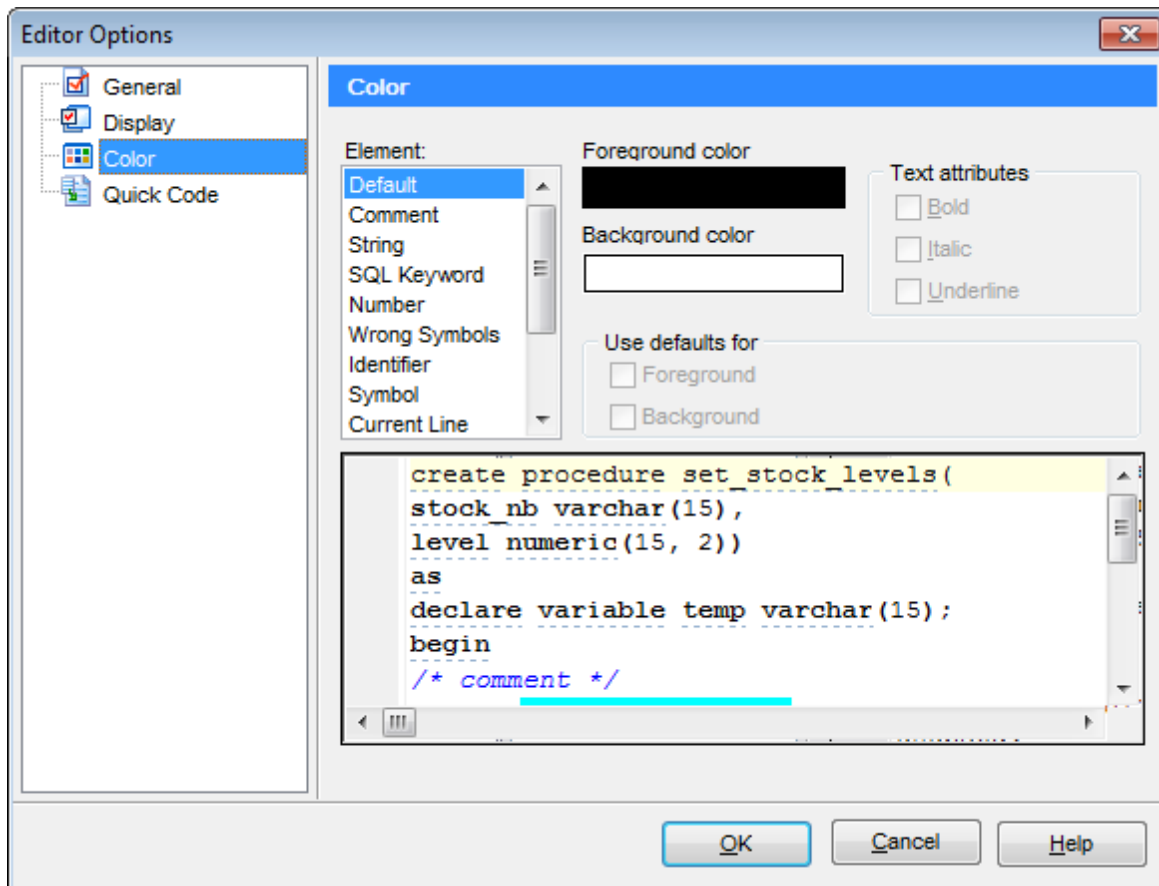 Editor Options
General
Display
Color
Quick Code
Color
Element:
Default
Comment
String
SQL Keyword
Number
Wrong Symbols
Identifier
Symbol
Current Line
Foreground color
Background color
Text attributes
Bold
Italic
Underline
Use defaults for
Foreground
Background
create procedure set_stock_levels(
stock_nb varchar(15),
level numeric(15, 2))
as
declare variable temp varchar(15);
begin
/* comment */
OK
Cancel
Help